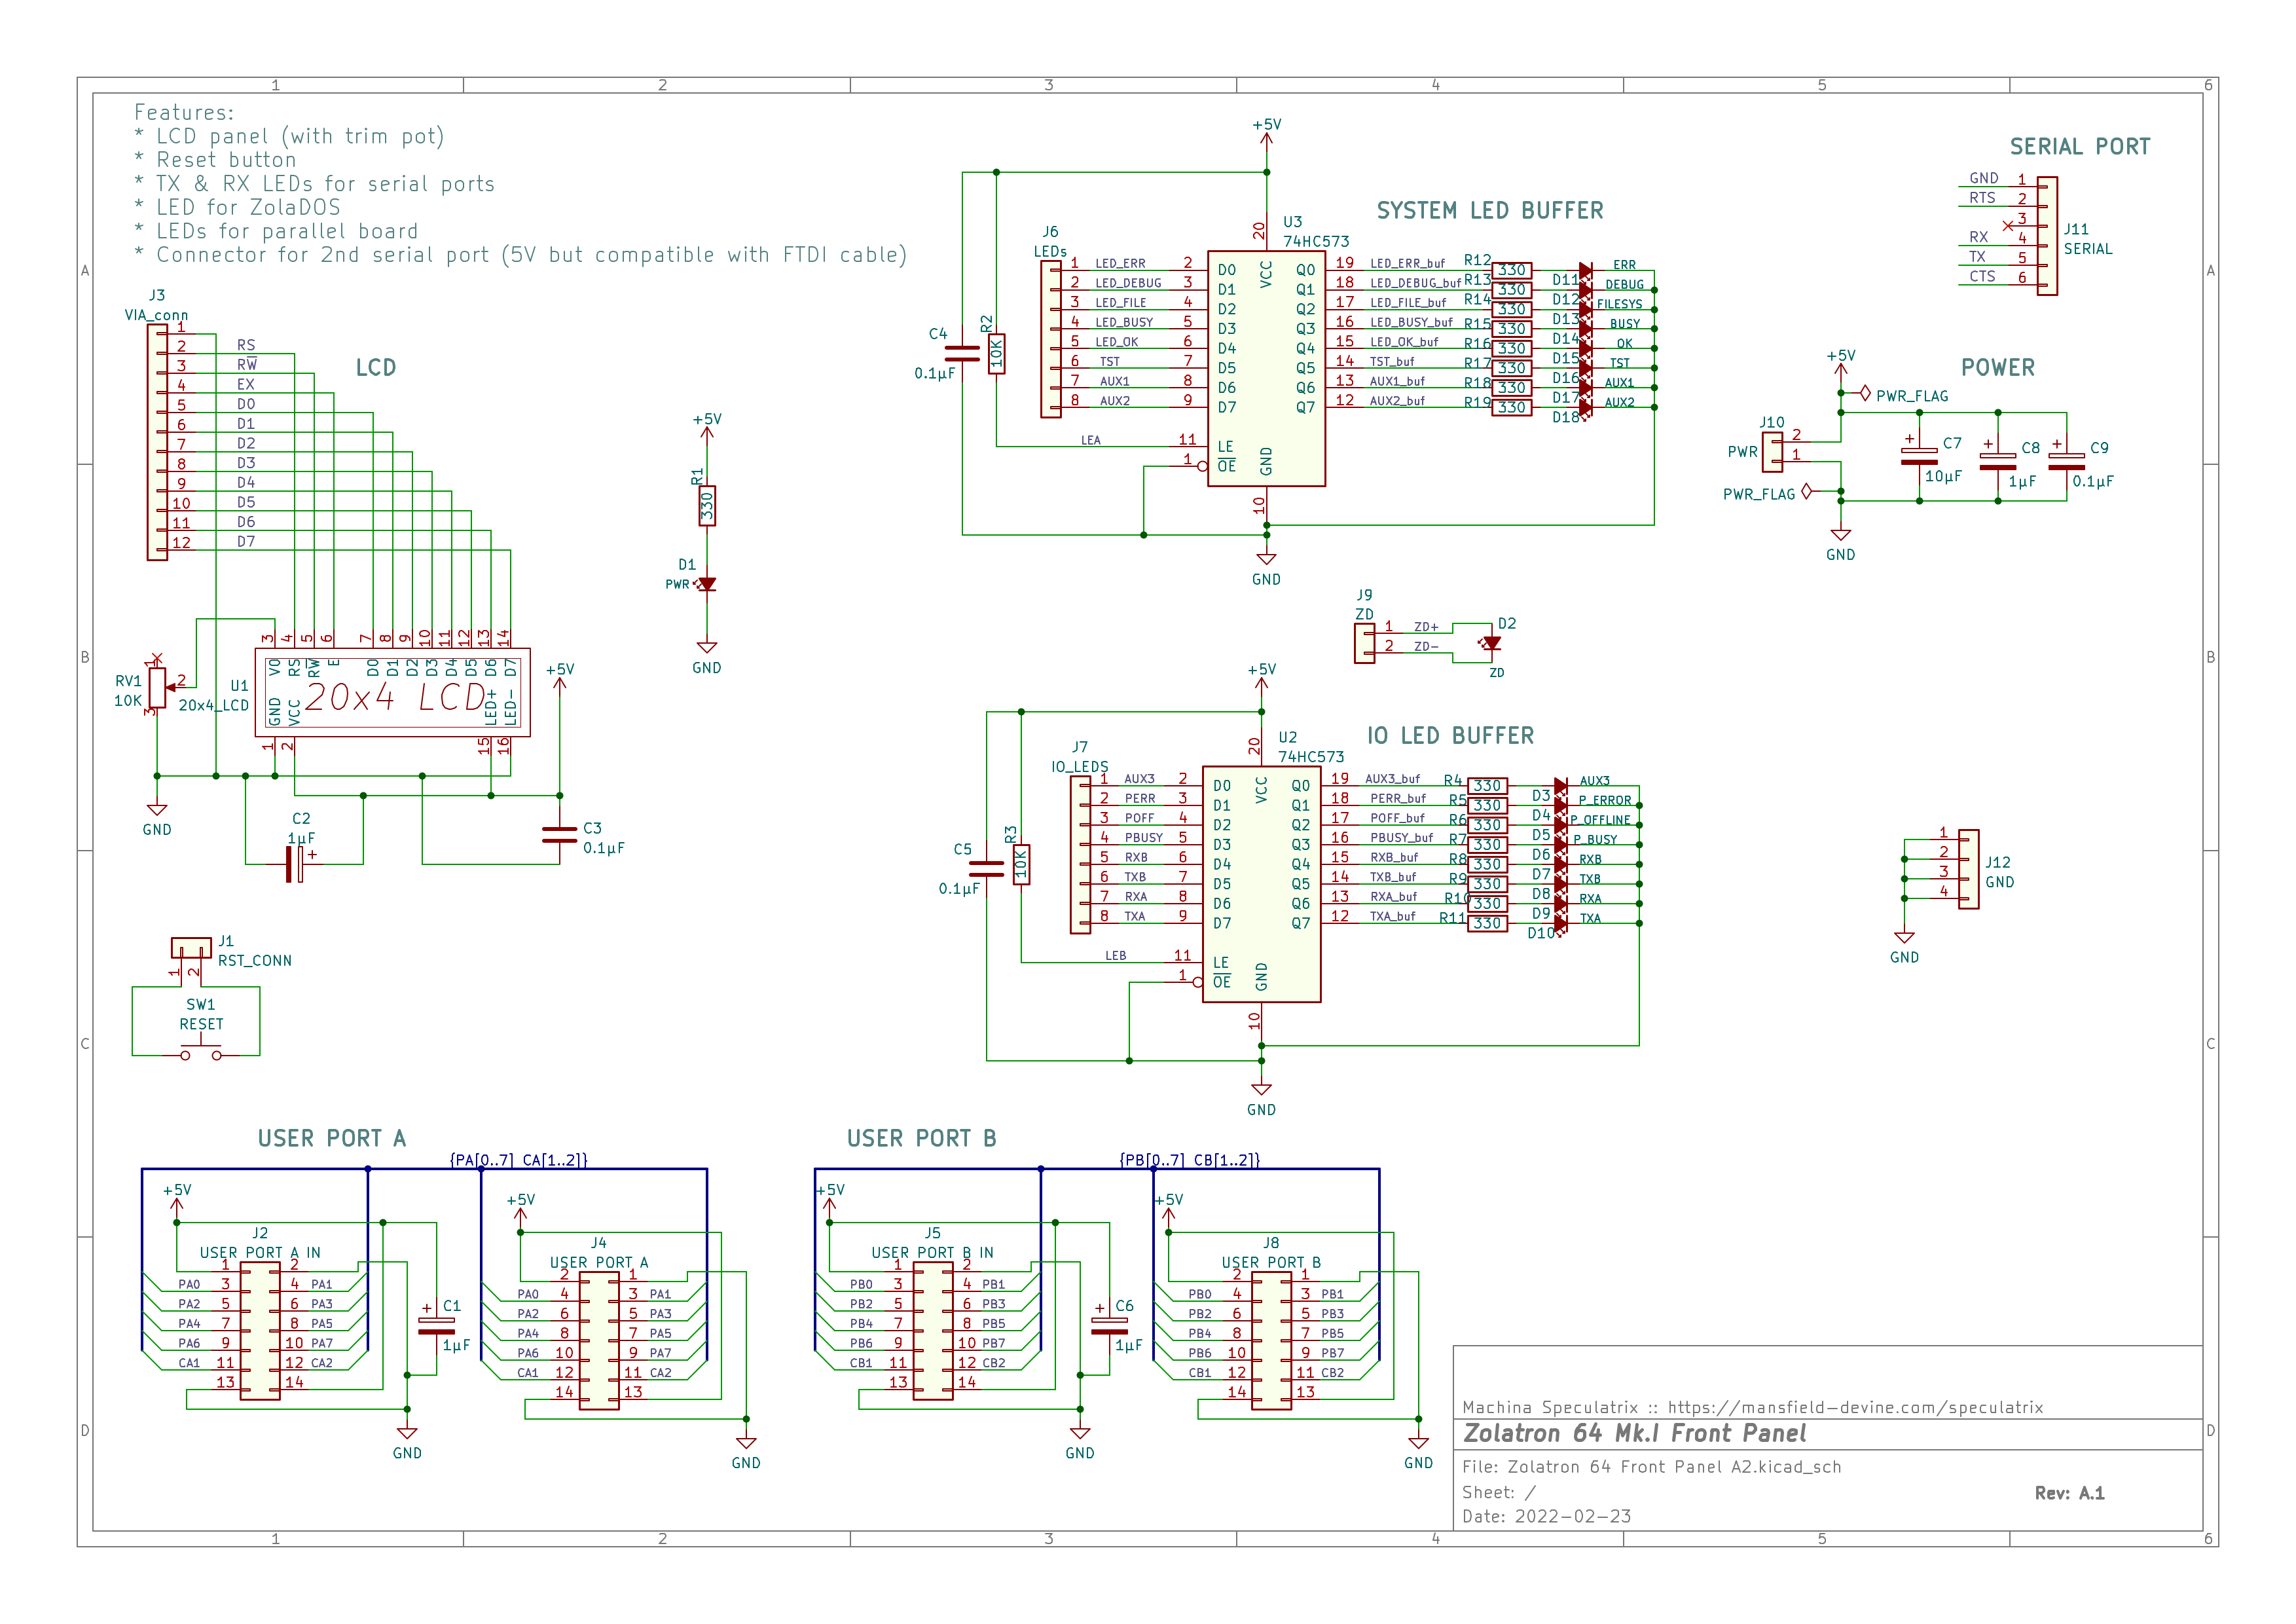 1 2 3 4 5 6
A
B
C
D
Features:
* LCD panel (with trim pot)
* Reset button
* TX & RX LEDs for serial ports
* LED for ZolaDOS
* LEDs for parallel board
* Connector for 2nd serial port (5V but compatible with FTDI cable)
J3
VIA_conn
LCD
1
2 RS
3 RW
4 EX
5 D0
6 D1
7 D2
8 D3
9 D4
10 D5
11 D6
12 D7
3 4 5 6 7 8 9 10 11 12 13 14
V0 RS RW E D0 D1 D2 D3 D4 D5 D6 D7
20x4 LCD
GND VCC LED+ LED-
1 2 15 16
U1
20x4_LCD
RV1
10K
1
2
3
GND
+5V
C2
1µF
C3
0.1µF
+5V
R1
330
D1
PWR
GND
J1
RST_CONN
1 2
SW1
RESET
SYSTEM LED BUFFER
+5V
U3
74HC573
20
VCC
J6
LEDs
C4
0.1µF
R2
10K
1 LED_ERR 2 D0 Q0 19 LED_ERR_buf R12 330 D11 ERR
2 LED_DEBUG 3 D1 Q1 18 LED_DEBUG_buf R13 330 D12 DEBUG
3 LED_FILE 4 D2 Q2 17 LED_FILE_buf R14 330 D13 FILESYS
4 LED_BUSY 5 D3 Q3 16 LED_BUSY_buf R15 330 D14 BUSY
5 LED_OK 6 D4 Q4 15 LED_OK_buf R16 330 D15 OK
6 TST 7 D5 Q5 14 TST_buf R17 330 D16 TST
7 AUX1 8 D6 Q6 13 AUX1_buf R18 330 D17 AUX1
8 AUX2 9 D7 Q7 12 AUX2_buf R19 330 D18 AUX2
LEA 11 LE
1 OE
GND
10
GND
J9
ZD
1 ZD+
2 ZD-
D2
ZD
IO LED BUFFER
+5V
U2
74HC573
20
VCC
J7
IO_LEDS
C5
0.1µF
R3
10K
1 AUX3 2 D0 Q0 19 AUX3_buf R4 330 D3 AUX3
2 PERR 3 D1 Q1 18 PERR_buf R5 330 D4 P_ERROR
3 POFF 4 D2 Q2 17 POFF_buf R6 330 D5 P_OFFLINE
4 PBUSY 5 D3 Q3 16 PBUSY_buf R7 330 D6 P_BUSY
5 RXB 6 D4 Q4 15 RXB_buf R8 330 D7 RXB
6 TXB 7 D5 Q5 14 TXB_buf R9 330 D8 TXB
7 RXA 8 D6 Q6 13 RXA_buf R10 330 D9 RXA
8 TXA 9 D7 Q7 12 TXA_buf R11 330 D10 TXA
LEB 11 LE
1 OE
GND
10
GND
SERIAL PORT
GND 1
RTS 2
3
RX 4
TX 5
CTS 6
J11
SERIAL
POWER
+5V
PWR_FLAG
J10
PWR
2
1
PWR_FLAG
C7
10µF
C8
1µF
C9
0.1µF
GND
1
2
3
4
J12
GND
GND
USER PORT A
{PA[0..7] CA[1..2]}
+5V
J2
USER PORT A IN
1 2
PA0 3 4 PA1
PA2 5 6 PA3
PA4 7 8 PA5
PA6 9 10 PA7
CA1 11 12 CA2
13 14
C1
1µF
GND
+5V
J4
USER PORT A
2 1
PA0 4 3 PA1
PA2 6 5 PA3
PA4 8 7 PA5
PA6 10 9 PA7
CA1 12 11 CA2
14 13
GND
USER PORT B
{PB[0..7] CB[1..2]}
+5V
J5
USER PORT B IN
1 2
PB0 3 4 PB1
PB2 5 6 PB3
PB4 7 8 PB5
PB6 9 10 PB7
CB1 11 12 CB2
13 14
C6
1µF
GND
+5V
J8
USER PORT B
2 1
PB0 4 3 PB1
PB2 6 5 PB3
PB4 8 7 PB5
PB6 10 9 PB7
CB1 12 11 CB2
14 13
GND
Machina Speculatrix :: https://mansfield-devine.com/speculatrix
Zolatron 64 Mk.I Front Panel
File: Zolatron 64 Front Panel A2.kicad_sch
Sheet: /
Rev: A.1
Date: 2022-02-23
A
B
C
D
1 2 3 4 5 6